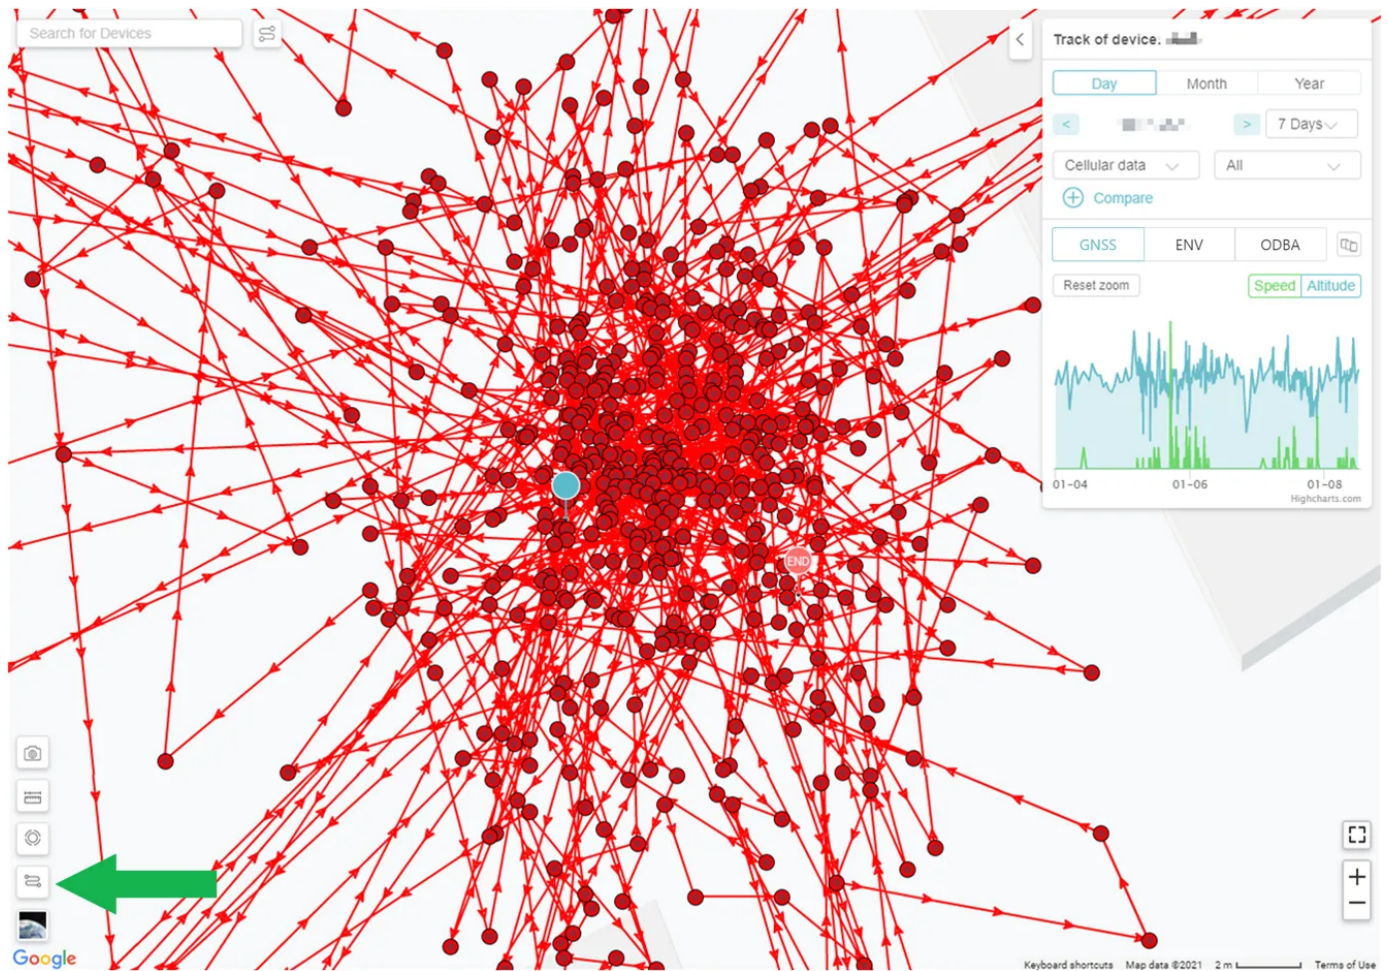 Search for Devices
Track of device.
Day Month Year
< > 7 Days
Cellular data All
Compare
GNSS ENV ODBA
Reset zoom Speed Altitude
01-04 01-06 01-08
Highcharts.com
END
Google
Keyboard shortcuts Map data ©2021 2 m Terms of Use